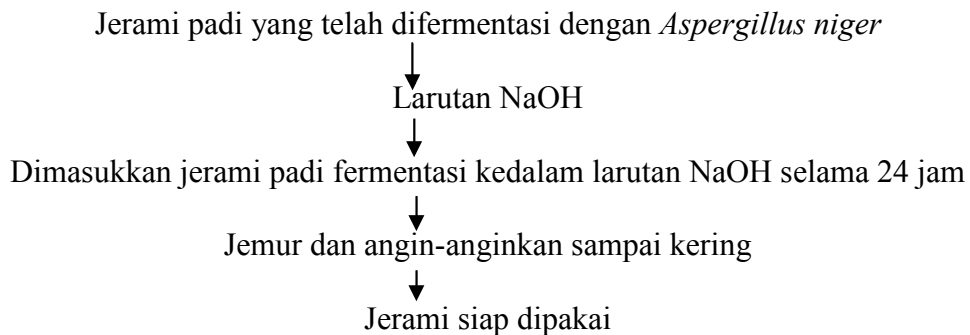 Jerami padi yang telah difermentasi dengan Aspergillus niger
Larutan NaOH
Dimasukkan jerami padi fermentasi kedalam larutan NaOH selama 24 jam
Jemur dan angin-anginkan sampai kering
Jerami siap dipakai